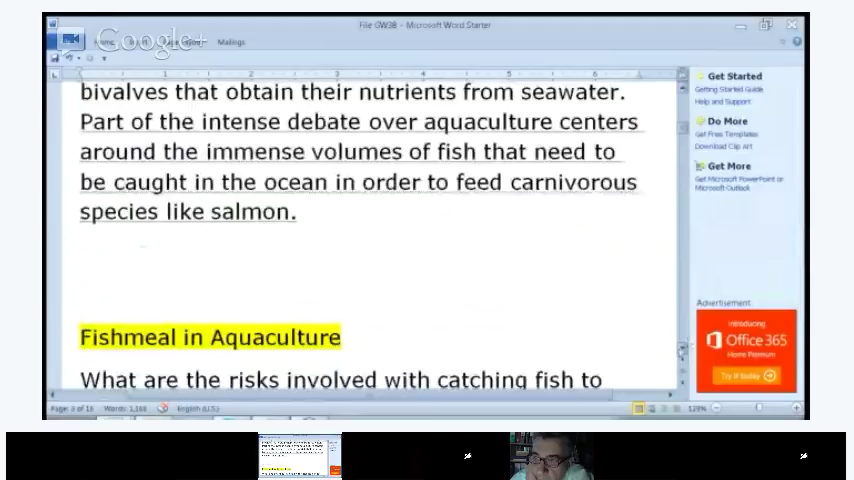 File GW38 - Microsoft Word Starter
Google+
Mailings
bivalves that obtain their nutrients from seawater.
Part of the intense debate over aquaculture centers
around the immense volumes of fish that need to
be caught in the ocean in order to feed carnivorous
species like salmon.
Fishmeal in Aquaculture
What are the risks involved with catching fish to
Get Started
Getting Started Guide
Help and Support
Do More
Get Free Templates
Download Clip Art
Get More
Get Microsoft PowerPoint or
Microsoft Outlook
Advertisement
Introducing
Office 365
Home Premium
Try it today
Page: 3 of 16
Words: 1,168
English (U.S.)
129%